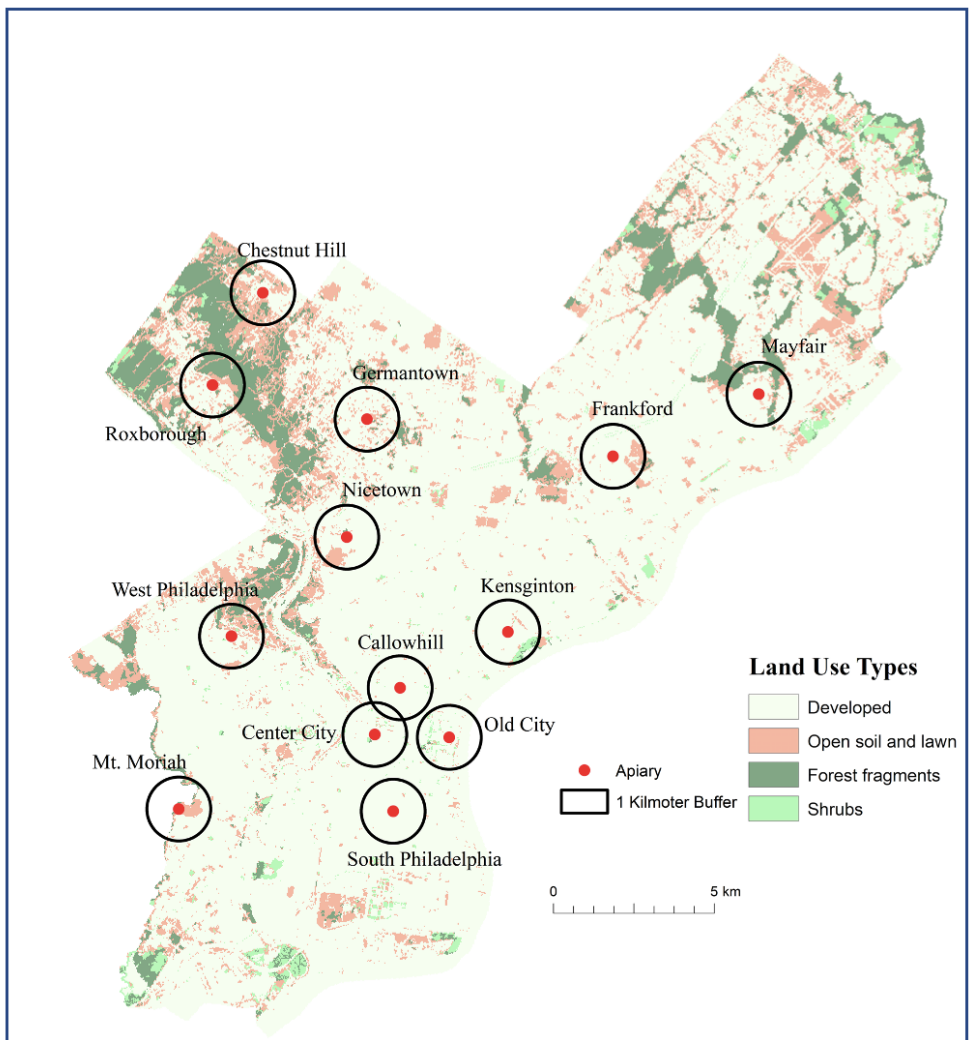 Chestnut Hill
Mayfair
Germantown
Frankford
Roxborough
Nicetown
West Philadelphia
Kensginton
Callowhill
Land Use Types
Developed
Center City
Old City
Open soil and lawn
Mt. Moriah
Apiary
Forest fragments
1 Kilmoter Buffer
Shrubs
South Philadelphia
0 5 km